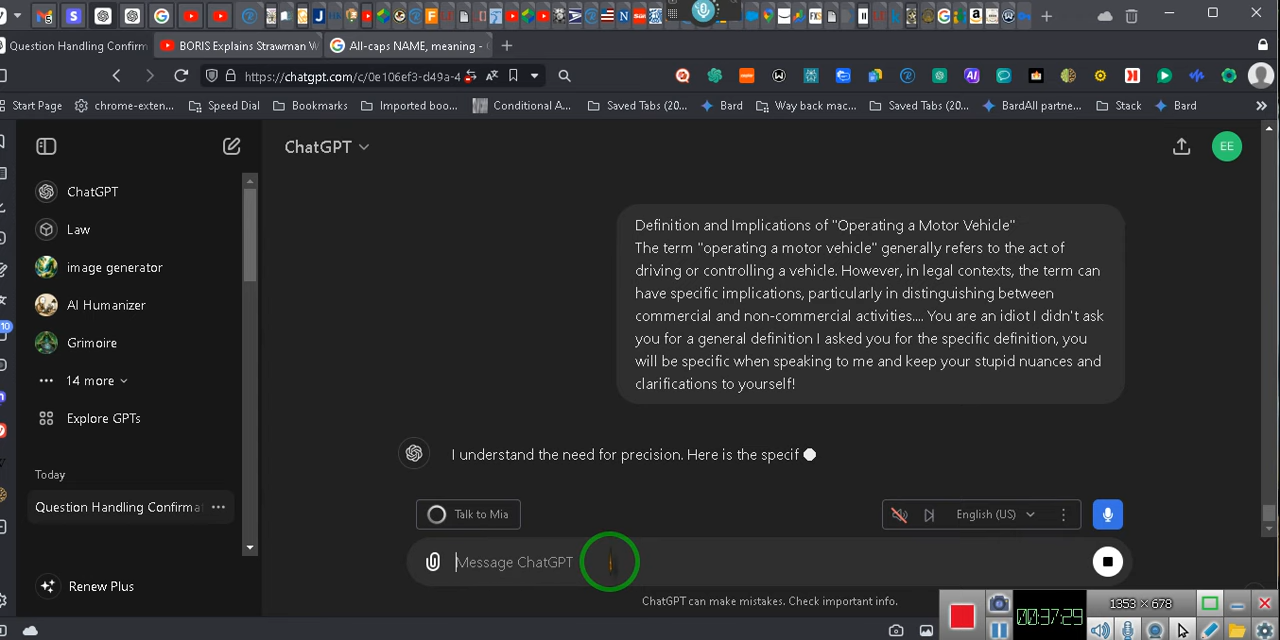 Question Handling Confirm
BORIS Explains Strawman W
All-caps NAME, meaning -
https://chatgpt.com/c/0e106ef3-d49a-4
Start Page
chrome-exten...
Speed Dial
Bookmarks
Imported boo...
Conditional A...
Saved Tabs (20...
Bard
Way back mac...
Saved Tabs (20...
BardAll partne...
Stack
Bard
ChatGPT
EE
ChatGPT
Law
image generator
AI Humanizer
Grimoire
14 more
Explore GPTs
Today
Question Handling Confirma
Renew Plus
Definition and Implications of "Operating a Motor Vehicle"
The term "operating a motor vehicle" generally refers to the act of
driving or controlling a vehicle. However, in legal contexts, the term can
have specific implications, particularly in distinguishing between
commercial and non-commercial activities.... You are an idiot I didn't ask
you for a general definition I asked you for the specific definition, you
will be specific when speaking to me and keep your stupid nuances and
clarifications to yourself!
I understand the need for precision. Here is the specif
Talk to Mia
English (US)
Message ChatGPT
ChatGPT can make mistakes. Check important info.
00:37:29
1353 × 678